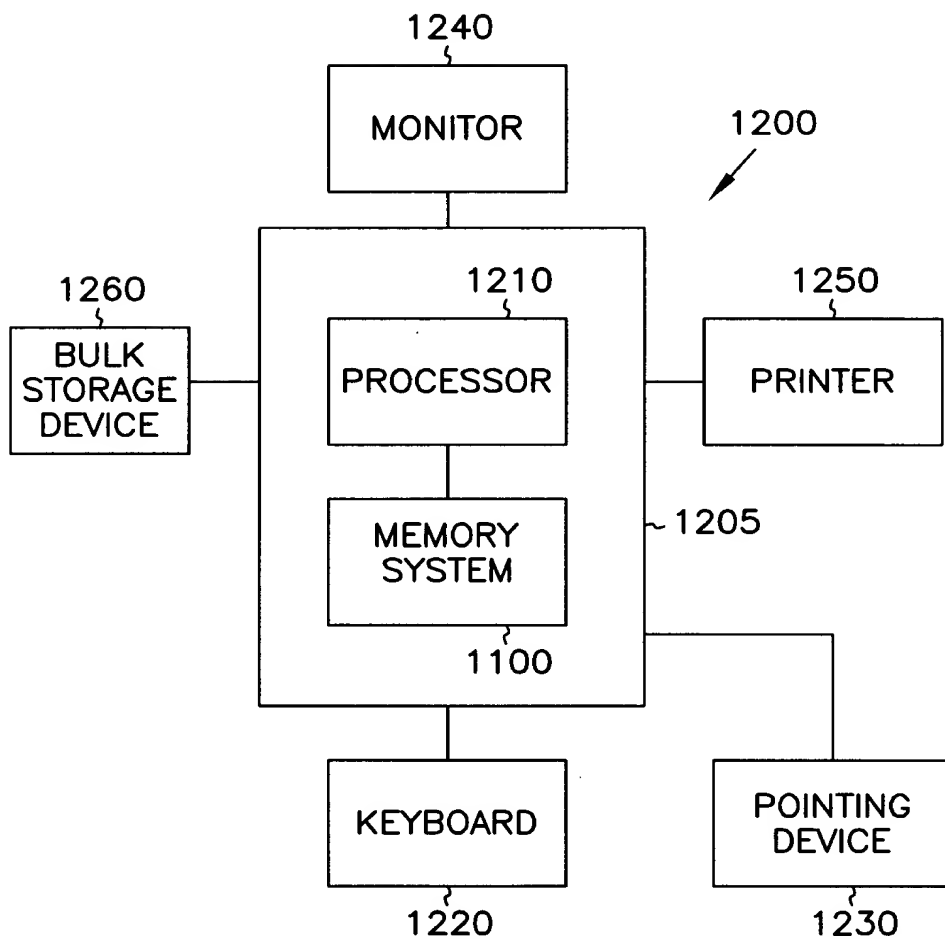 1240
MONITOR
1200
1260
BULK
STORAGE
DEVICE
1210
PROCESSOR
1250
PRINTER
MEMORY
SYSTEM
1205
1100
KEYBOARD
1220
POINTING
DEVICE
1230